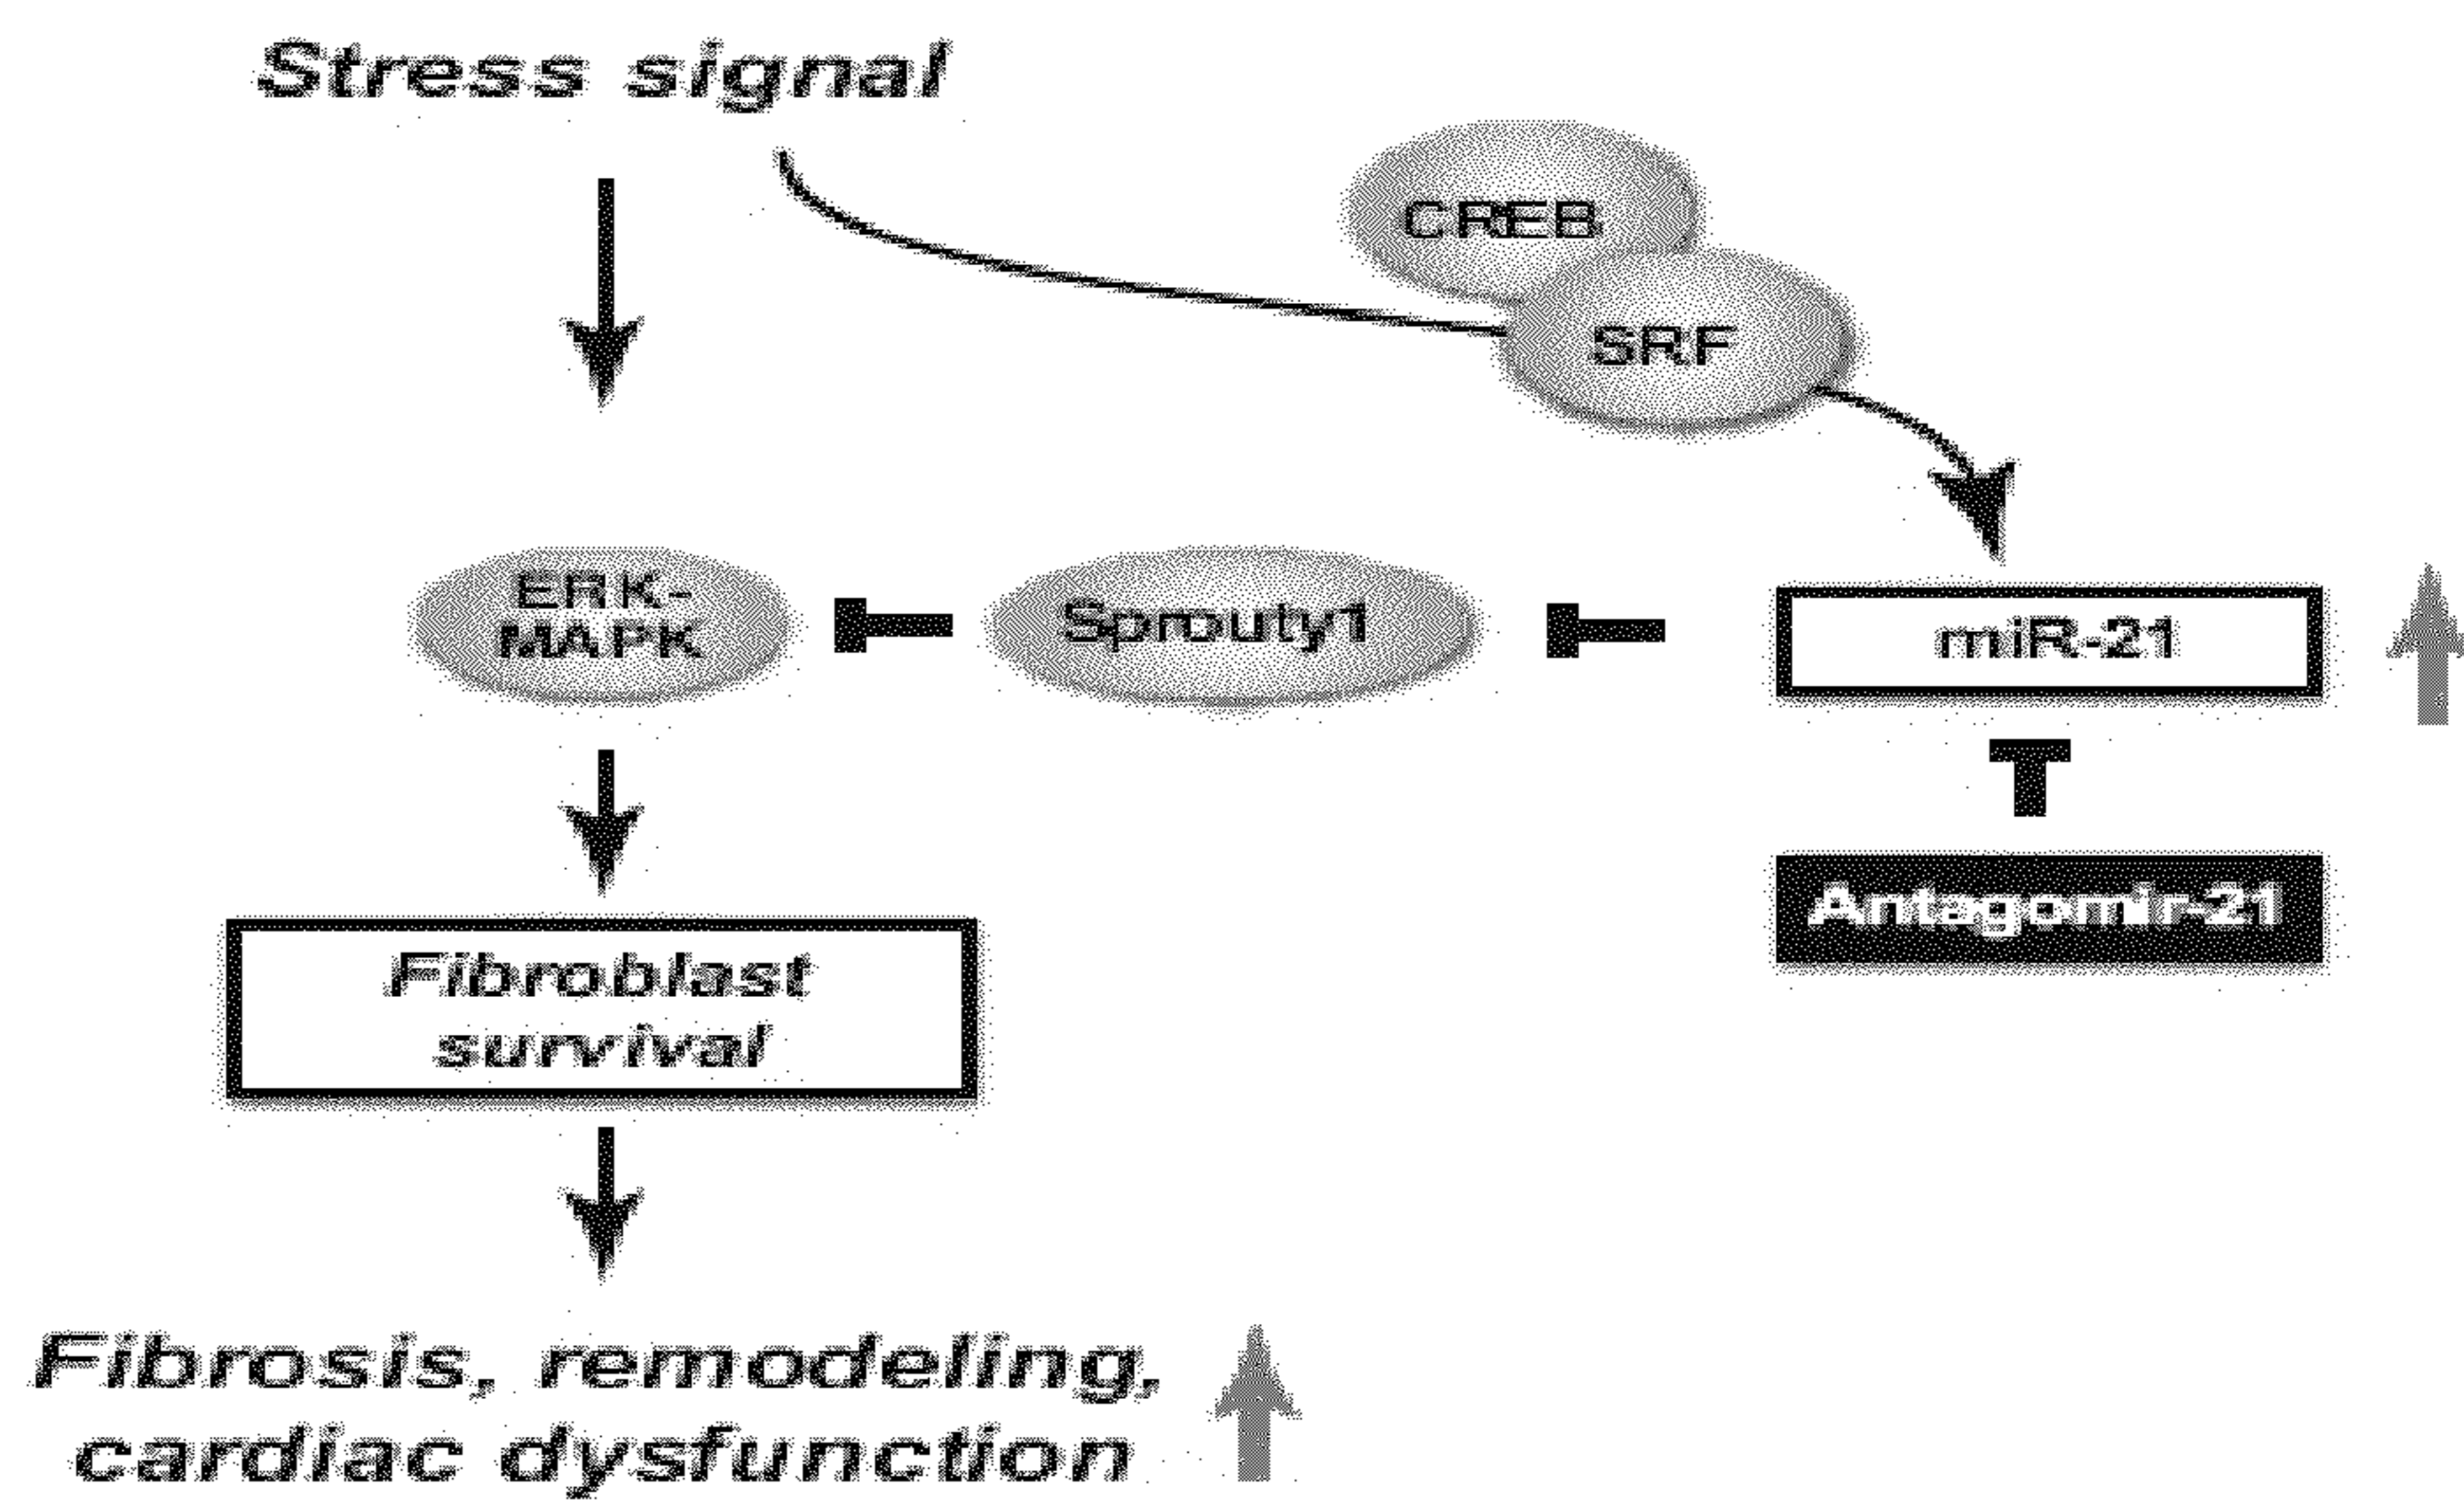 Stress signal
CREB
SRF
ERK-
MAPK
Sprouty1
miR-21
Antagomir-21
Fibroblast
survival
Fibrosis, remodeling,
cardiac dysfunction